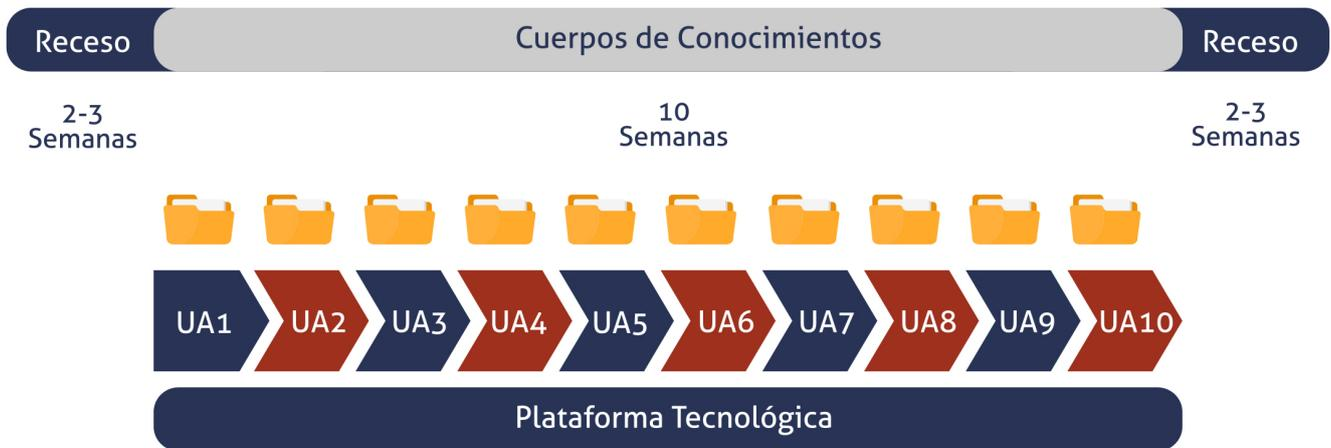 Receso
Cuerpos de Conocimientos
Receso
2-3
Semanas
10
Semanas
2-3
Semanas
UA1
UA2
UA3
UA4
UA5
UA6
UA7
UA8
UA9
UA10
Plataforma Tecnológica